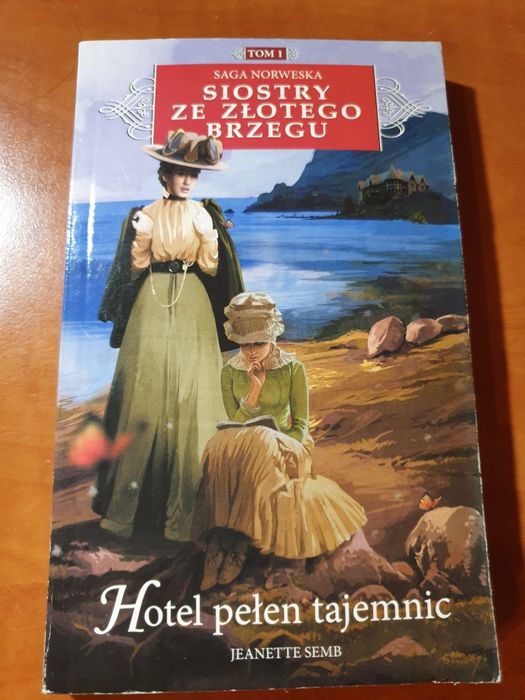 TOM 1
SAGA NORWESKA
SIOSTRY
ZE ZŁOTEGO
BRZEGU
Hotel pełen tajemnic
JEANETTE SEMB